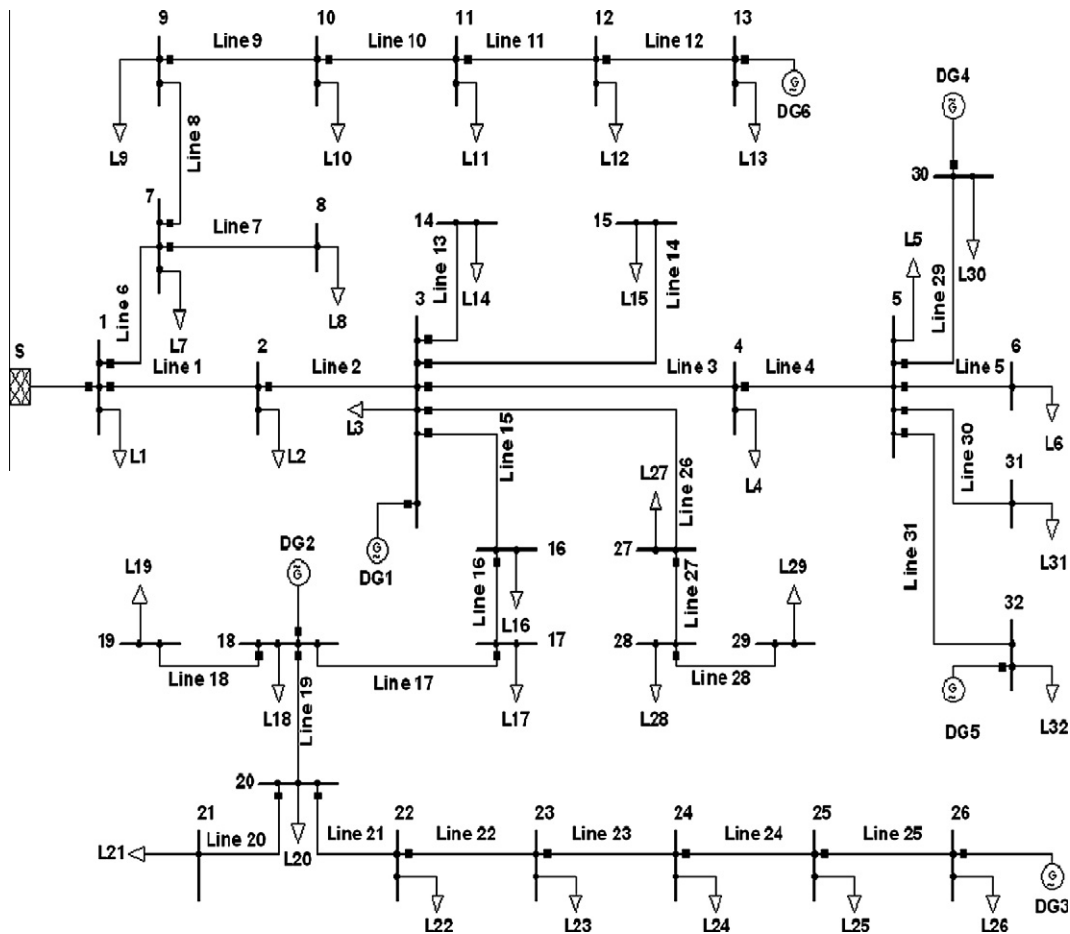 9 10 11 12 13
Line 9 Line 10 Line 11 Line 12
G
DG6
DG4
G
L9 L10 L11 L12 L13
Line 8
30
7 8
Line 7
14 15
L5
Line 13
Line 14
Line 29
L30
Line 6
L14 L15
3 5
L7 L8
1 2 4 6
S
Line 1 Line 2 Line 3 Line 4 Line 5
L3
Line 15
L1 L2 L4 L6
Line 26
Line 30
31
L27
Line 31
DG2
G
G
DG1
16 27
L19
Line 16
Line 27
L29
L31
L16
32
19 18 17 28 29
Line 18
Line 17
Line 28
L18
Line 19
L17 L28
G
DG5
L32
20
21 22 23 24 25 26
Line 20 Line 21 Line 22 Line 23 Line 24 Line 25
L21
L20
G
DG3
L22 L23 L24 L25 L26